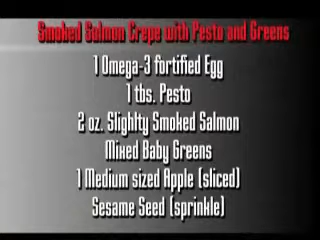 Smoked Salmon Crepe with Pesto and Greens
1 Omega-3 fortified Egg
1 tbs. Pesto
2 oz. Slighlty Smoked Salmon
Mixed Baby Greens
1 Medium sized Apple (sliced)
Sesame Seed (sprinkle)